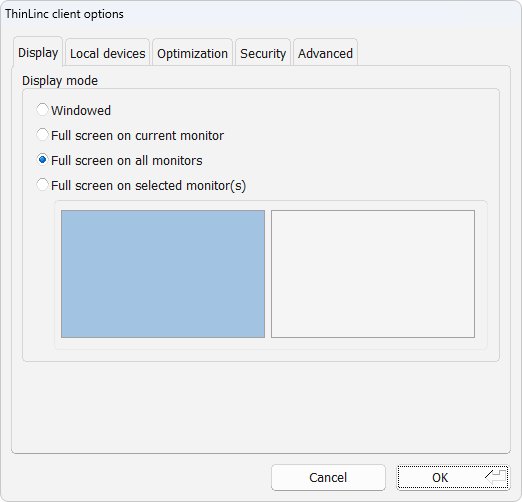 ThinLinc client options
Display Local devices Optimization Security Advanced
Display mode
Windowed
Full screen on current monitor
Full screen on all monitors
Full screen on selected monitor(s)
Cancel OK